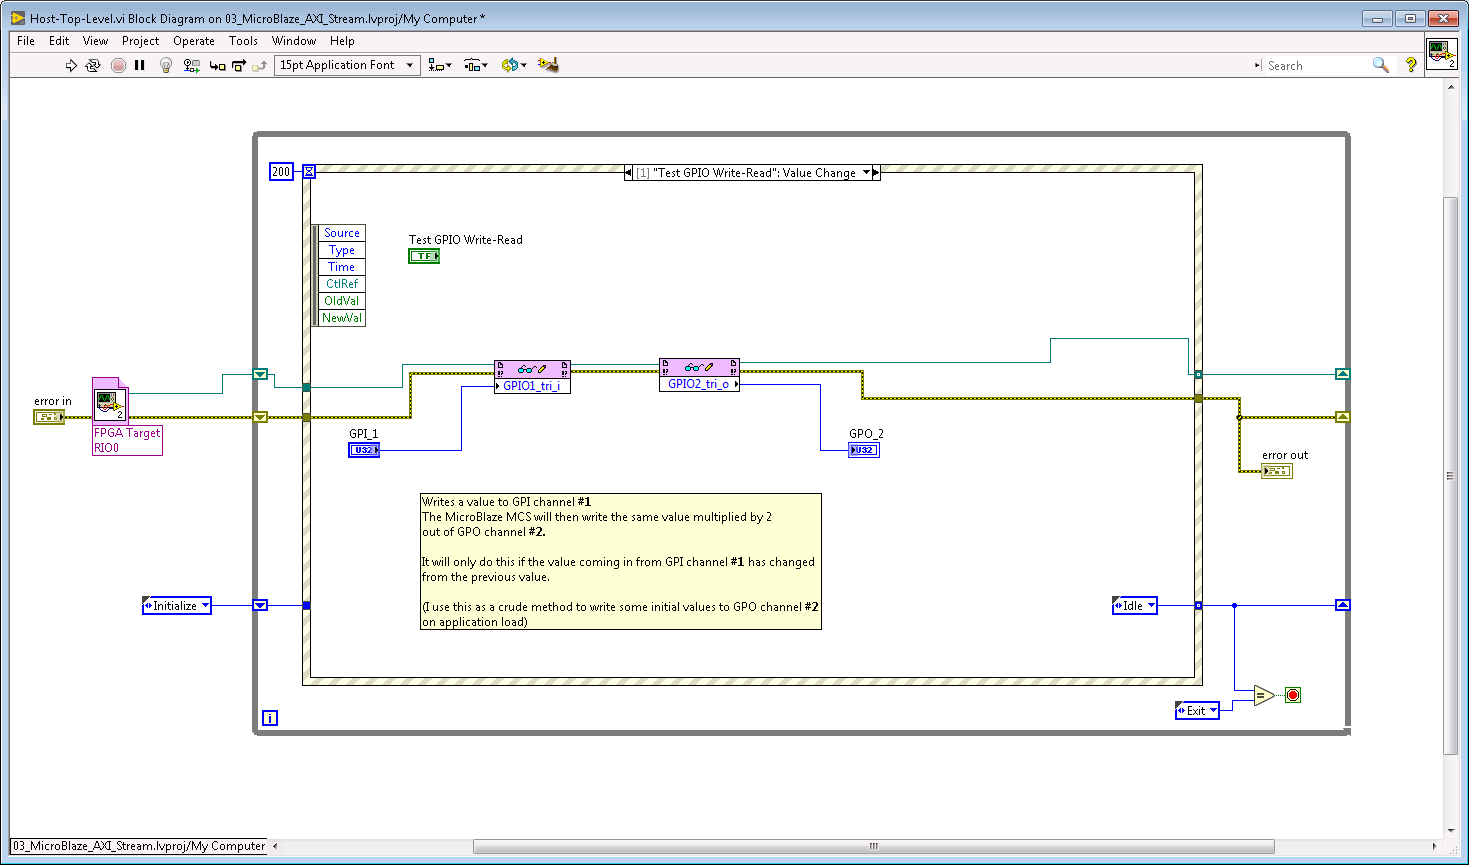 Host-Top-Level.vi Block Diagram on 03_MicroBlaze_AXI_Stream.lvproj/My Computer *
File Edit View Project Operate Tools Window Help
15pt Application Font
Search
2
200
[1] "Test GPIO Write-Read": Value Change
Source
Type
Time
CtlRef
OldVal
NewVal
Test GPIO Write-Read
TF
error in
2
FPGA Target
RIO0
GPIO1_tri_i
GPIO2_tri_o
GPI_1
U32
GPO_2
U32
error out
Writes a value to GPI channel #1
The MicroBlaze MCS will then write the same value multiplied by 2
out of GPO channel #2.
It will only do this if the value coming in from GPI channel #1 has changed
from the previous value.
(I use this as a crude method to write some initial values to GPO channel #2
on application load)
Initialize
Idle
Exit
=
i
03_MicroBlaze_AXI_Stream.lvproj/My Computer